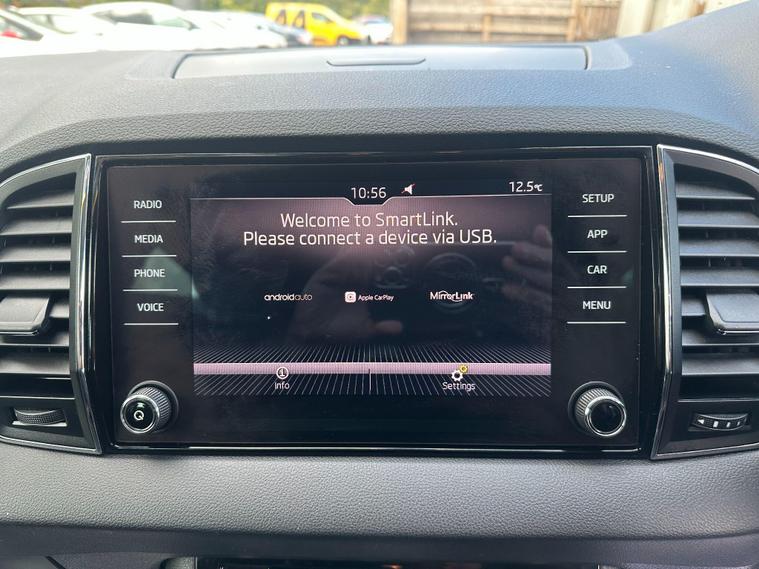 10:56
12.5°C
RADIO
MEDIA
PHONE
VOICE
Welcome to SmartLink.
Please connect a device via USB.
androidauto
Apple CarPlay
MirrorLink
Info
Settings
SETUP
APP
CAR
MENU